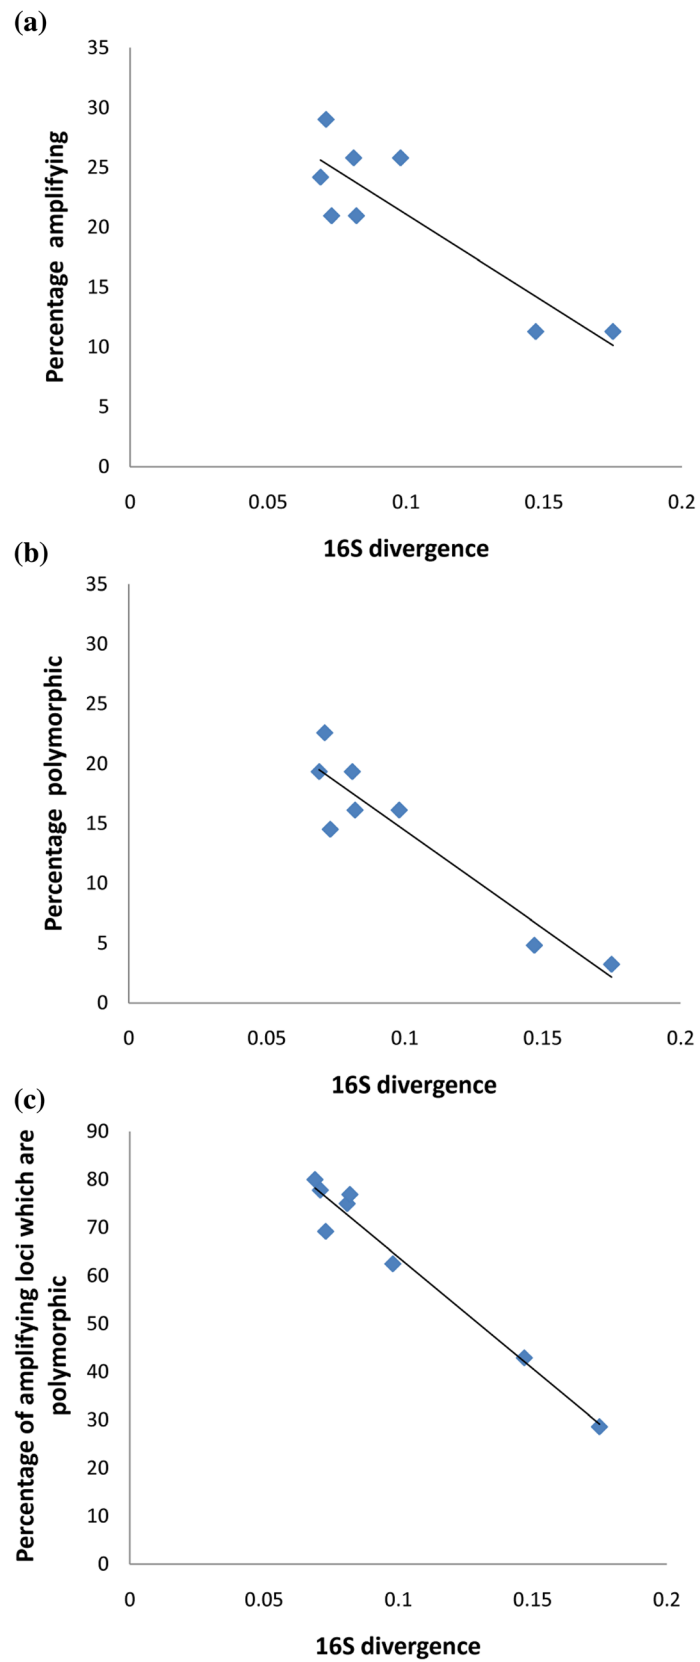 (a)
Percentage amplifying
35
30
25
20
15
10
5
0
0 0.05 0.1 0.15 0.2
16S divergence
(b)
Percentage polymorphic
35
30
25
20
15
10
5
0
0 0.05 0.1 0.15 0.2
16S divergence
(c)
Percentage of amplifying loci which are
polymorphic
90
80
70
60
50
40
30
20
10
0
0 0.05 0.1 0.15 0.2
16S divergence